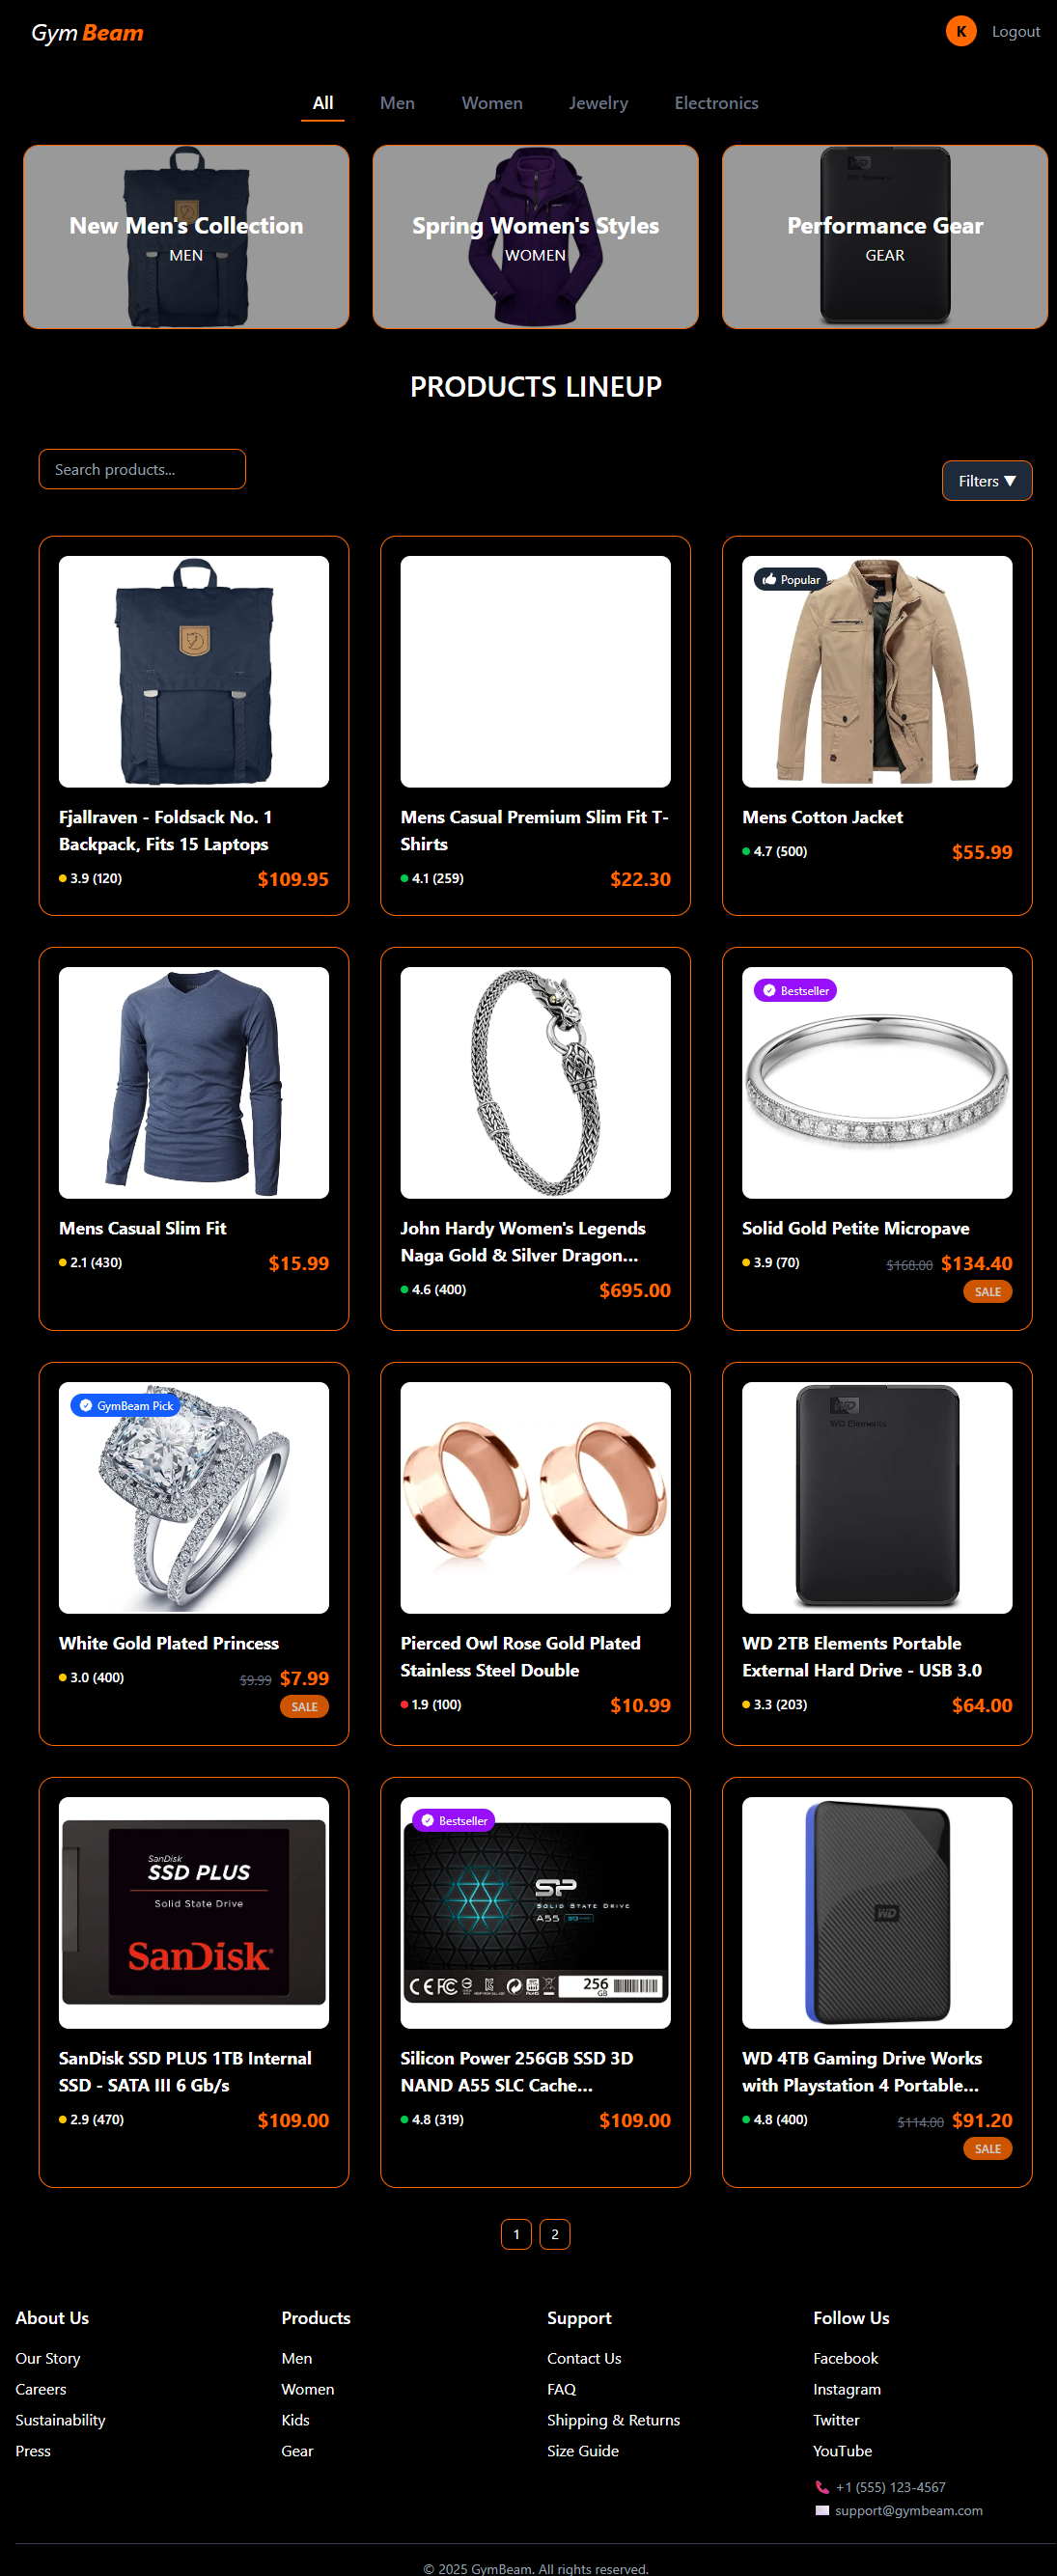 Gym Beam
K Logout
All Men Women Jewelry Electronics
New Men's Collection
MEN
Spring Women's Styles
WOMEN
WD Elements
Performance Gear
GEAR
PRODUCTS LINEUP
Search products...
Filters ▼
Fjallraven - Foldsack No. 1
Backpack, Fits 15 Laptops
3.9 (120) $109.95
Mens Casual Premium Slim Fit T-
Shirts
4.1 (259) $22.30
Popular
Mens Cotton Jacket
4.7 (500) $55.99
Mens Casual Slim Fit
2.1 (430) $15.99
John Hardy Women's Legends
Naga Gold & Silver Dragon...
4.6 (400) $695.00
Bestseller
Solid Gold Petite Micropave
3.9 (70) $168.00 $134.40
SALE
GymBeam Pick
White Gold Plated Princess
3.0 (400) $9.99 $7.99
SALE
Pierced Owl Rose Gold Plated
Stainless Steel Double
1.9 (100) $10.99
WD
WD Elements
WD 2TB Elements Portable
External Hard Drive - USB 3.0
3.3 (203) $64.00
SanDisk
SSD PLUS
Solid State Drive
SanDisk
SanDisk SSD PLUS 1TB Internal
SSD - SATA III 6 Gb/s
2.9 (470) $109.00
Bestseller
SP
SOLID STATE DRIVE
A55
256
GB
Silicon Power 256GB SSD 3D
NAND A55 SLC Cache...
4.8 (319) $109.00
WD
WD 4TB Gaming Drive Works
with Playstation 4 Portable...
4.8 (400) $114.00 $91.20
SALE
1 2
About Us
Our Story
Careers
Sustainability
Press
Products
Men
Women
Kids
Gear
Support
Contact Us
FAQ
Shipping & Returns
Size Guide
Follow Us
Facebook
Instagram
Twitter
YouTube
+1 (555) 123-4567
support@gymbeam.com
© 2025 GymBeam. All rights reserved.